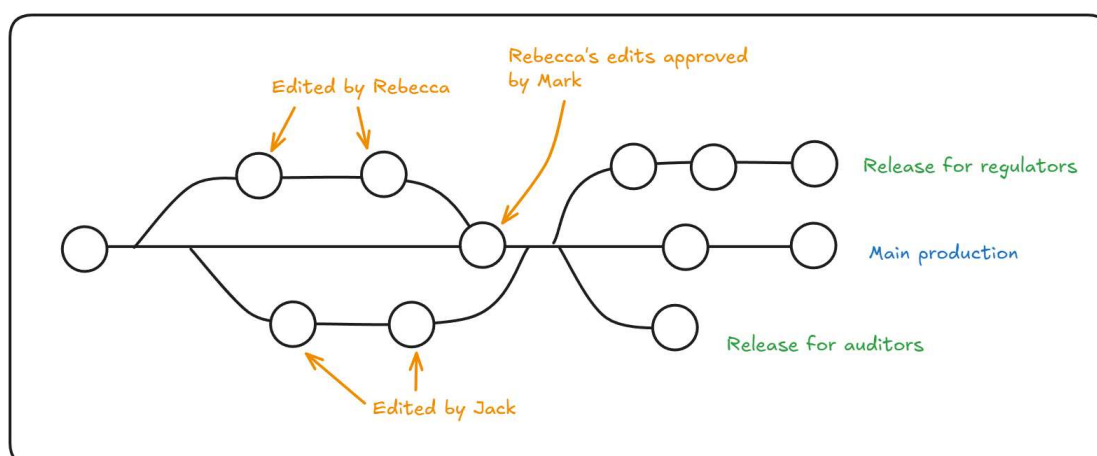 Rebecca's edits approved
by Mark
Edited by Rebecca
Release for regulators
Main production
Release for auditors
Edited by Jack